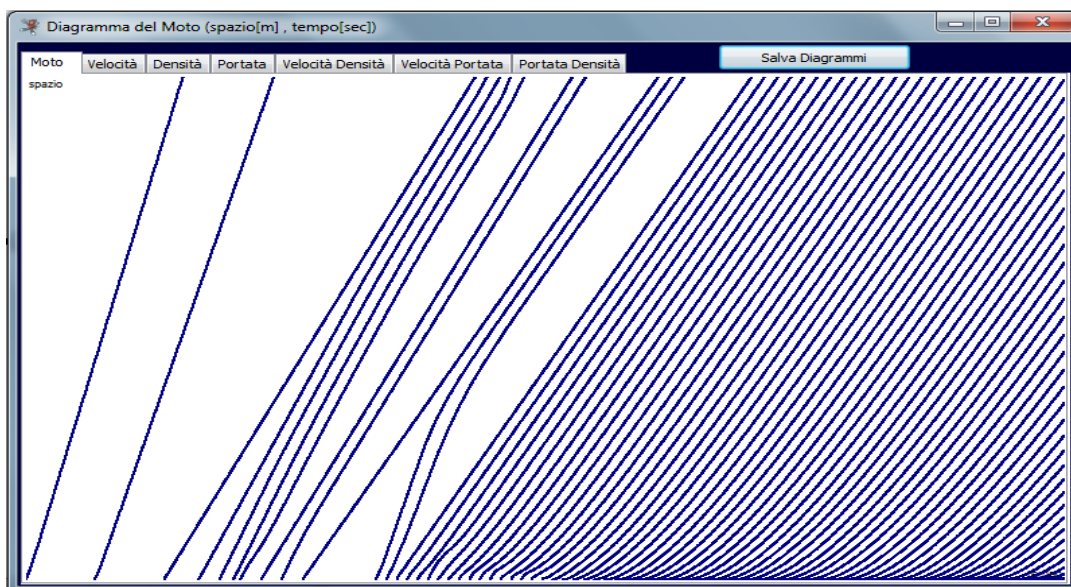 Diagramma del Moto (spazio[m] , tempo[sec])
Moto Velocità Densità Portata Velocità Densità Velocità Portata Portata Densità Salva Diagrammi
spazio